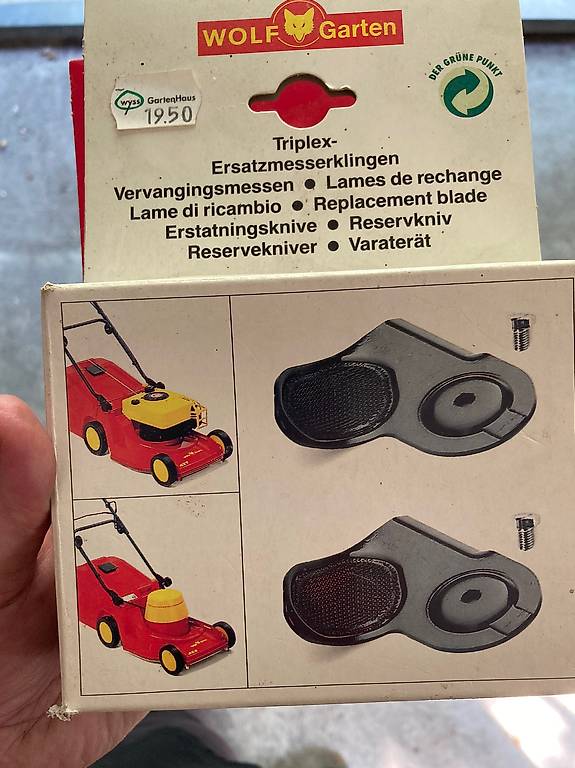 WOLF Garten
DER GRÜNE PUNKT
wyss GartenHaus
19.50
Triplex-
Ersatzmesserklingen
Vervangingsmessen ● Lames de rechange
Lame di ricambio ● Replacement blade
Erstatningsknive ● Reservkniv
Reservekniver ● Varaterät